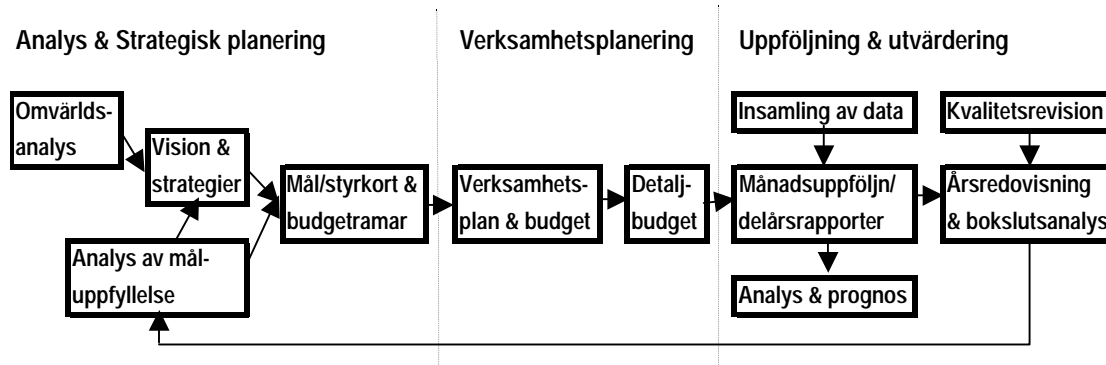 Analys & Strategisk planering
Verksamhetsplanering
Uppföljning & utvärdering
Omvärlds-
analys
Vision &
strategier
Analys av mål-
uppfyllelse
Mål/styrkort &
budgetramar
Verksamhets-
plan & budget
Detalj-
budget
Insamling av data
Månadsuppföljn/
delårsrapporter
Analys & prognos
Kvalitetsrevision
Årsredovisning
& bokslutsanalys